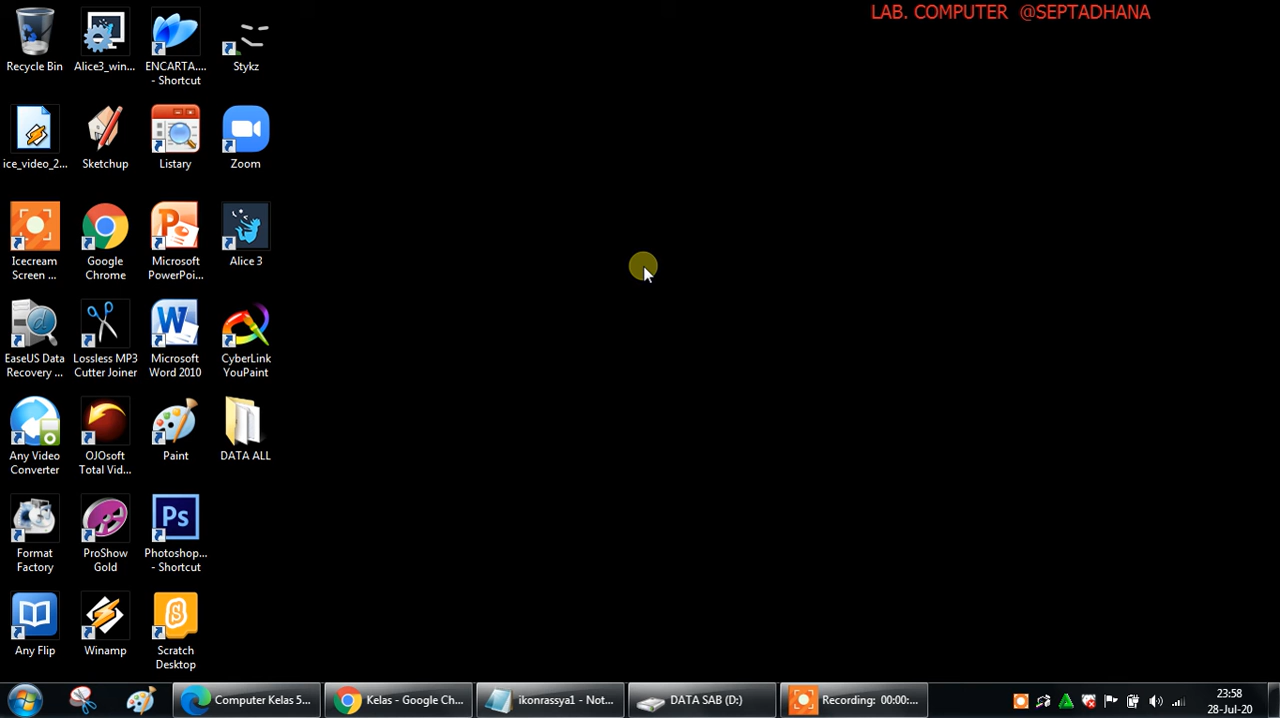 LAB. COMPUTER @SEPTADHANA
Recycle Bin
Alice3_win...
ENCARTA....
- Shortcut
Stykz
ice_video_2...
Sketchup
Listary
Zoom
Icecream
Screen ...
Google
Chrome
Microsoft
PowerPoi...
Alice 3
EaseUS Data
Recovery ...
Lossless MP3
Cutter Joiner
Microsoft
Word 2010
CyberLink
YouPaint
Any Video
Converter
OJOsoft
Total Vid...
Paint
DATA ALL
Format
Factory
ProShow
Gold
Ps
Photoshop...
- Shortcut
Any Flip
Winamp
Scratch
Desktop
Computer Kelas 5...
Kelas - Google Ch...
ikonrassya1 - Not...
DATA SAB (D:)
Recording: 00:00:...
23:58
28-Jul-20